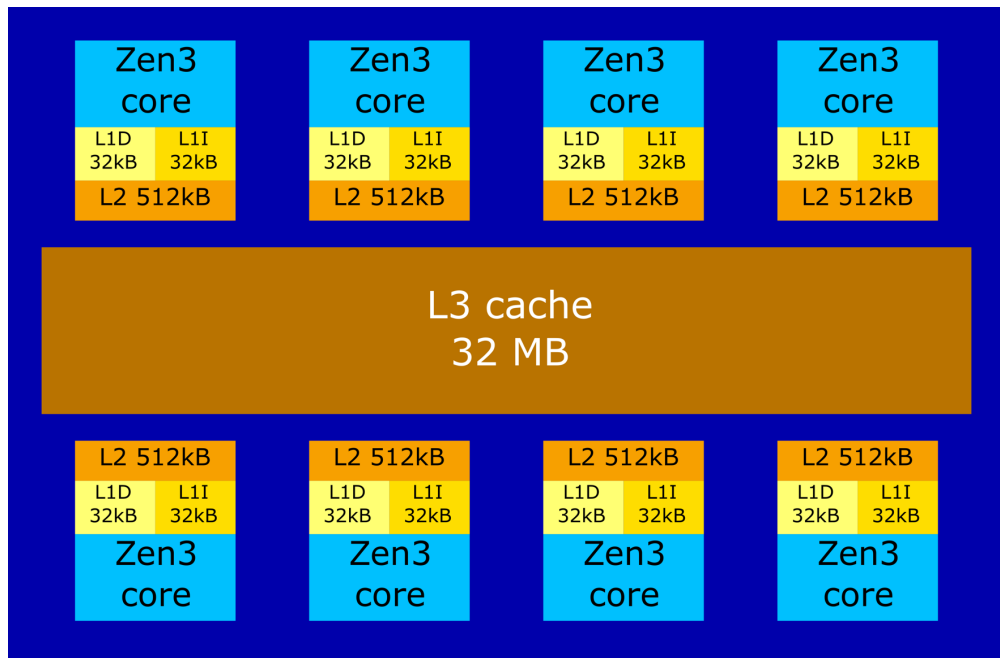 Zen3 Zen3 Zen3 Zen3
core core core core
L1D L1I L1D L1I L1D L1I L1D L1I
32kB 32kB 32kB 32kB 32kB 32kB 32kB 32kB
L2 512kB L2 512kB L2 512kB L2 512kB
L3 cache
32 MB
L2 512kB L2 512kB L2 512kB L2 512kB
L1D L1I L1D L1I L1D L1I L1D L1I
32kB 32kB 32kB 32kB 32kB 32kB 32kB 32kB
Zen3 Zen3 Zen3 Zen3
core core core core